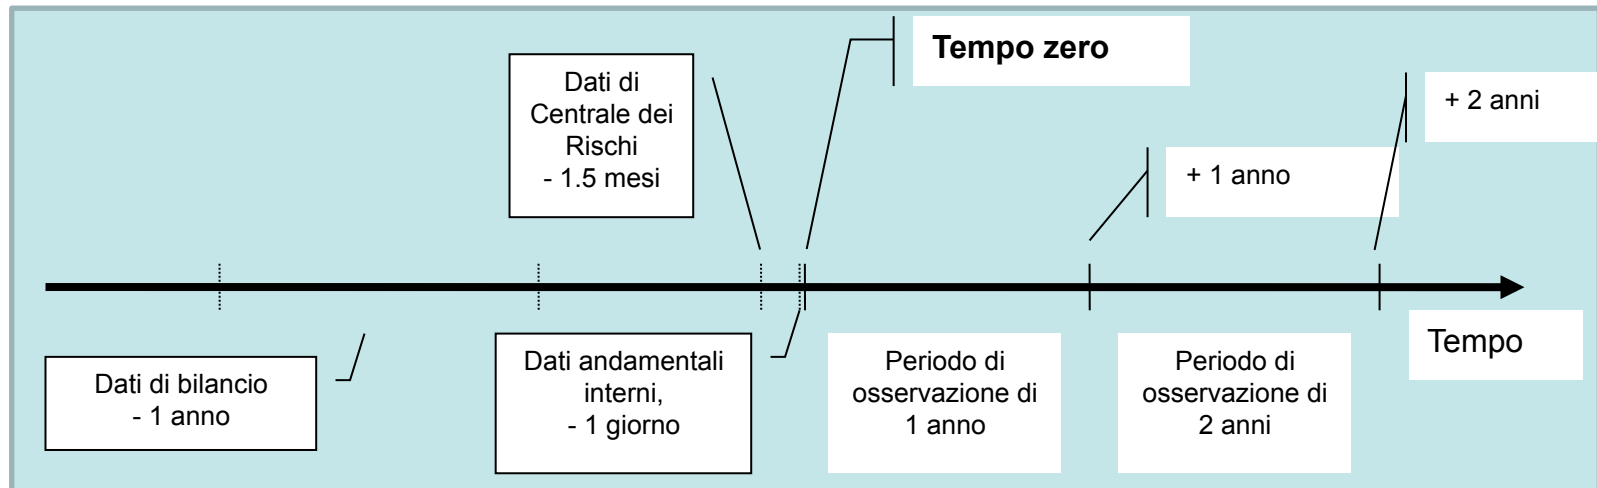 Tempo zero
Dati di
Centrale dei
Rischi
- 1.5 mesi
+ 2 anni
+ 1 anno
Tempo
Dati di bilancio
- 1 anno
Dati andamentali
interni,
- 1 giorno
Periodo di
osservazione di
1 anno
Periodo di
osservazione di
2 anni